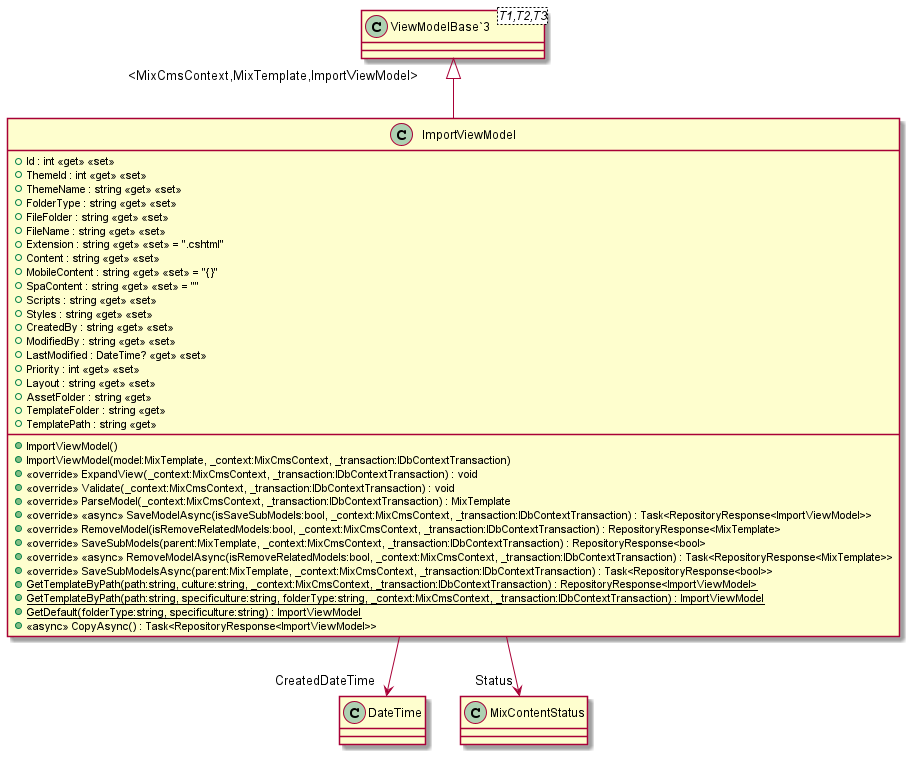 C ViewModelBase`3 T1,T2,T3
<MixCmsContext,MixTemplate,ImportViewModel>
C ImportViewModel
Id : int «get» «set»
ThemeId : int «get» «set»
ThemeName : string «get» «set»
FolderType : string «get» «set»
FileFolder : string «get» «set»
FileName : string «get» «set»
Extension : string «get» «set» = ".cshtml"
Content : string «get» «set»
MobileContent : string «get» «set» = "{}"
SpaContent : string «get» «set» = ""
Scripts : string «get» «set»
Styles : string «get» «set»
CreatedBy : string «get» «set»
ModifiedBy : string «get» «set»
LastModified : DateTime? «get» «set»
Priority : int «get» «set»
Layout : string «get» «set»
AssetFolder : string «get»
TemplateFolder : string «get»
TemplatePath : string «get»
ImportViewModel()
ImportViewModel(model:MixTemplate, _context:MixCmsContext, _transaction:IDbContextTransaction)
«override» ExpandView(_context:MixCmsContext, _transaction:IDbContextTransaction) : void
«override» Validate(_context:MixCmsContext, _transaction:IDbContextTransaction) : void
«override» ParseModel(_context:MixCmsContext, _transaction:IDbContextTransaction) : MixTemplate
«override» «async» SaveModelAsync(isSaveSubModels:bool, _context:MixCmsContext, _transaction:IDbContextTransaction) : Task<RepositoryResponse<ImportViewModel>>
«override» RemoveModel(isRemoveRelatedModels:bool, _context:MixCmsContext, _transaction:IDbContextTransaction) : RepositoryResponse<MixTemplate>
«override» SaveSubModels(parent:MixTemplate, _context:MixCmsContext, _transaction:IDbContextTransaction) : RepositoryResponse<bool>
«override» «async» RemoveModelAsync(isRemoveRelatedModels:bool, _context:MixCmsContext, _transaction:IDbContextTransaction) : Task<RepositoryResponse<MixTemplate>>
«override» SaveSubModelsAsync(parent:MixTemplate, _context:MixCmsContext, _transaction:IDbContextTransaction) : Task<RepositoryResponse<bool>>
GetTemplateByPath(path:string, culture:string, _context:MixCmsContext, _transaction:IDbContextTransaction) : RepositoryResponse<ImportViewModel>
GetTemplateByPath(path:string, specificulture:string, folderType:string, _context:MixCmsContext, _transaction:IDbContextTransaction) : ImportViewModel
GetDefault(folderType:string, specificulture:string) : ImportViewModel
«async» CopyAsync() : Task<RepositoryResponse<ImportViewModel>>
CreatedDateTime Status
C DateTime C MixContentStatus